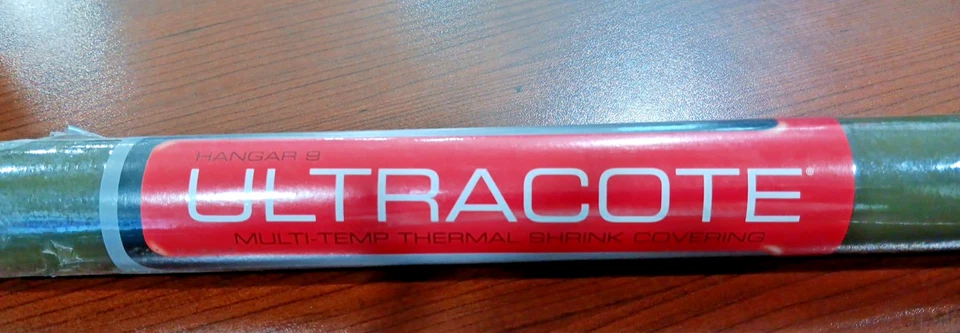 HANGAR 9
ULTRACOTE®
MULTI-TEMP THERMAL SHRINK COVERING